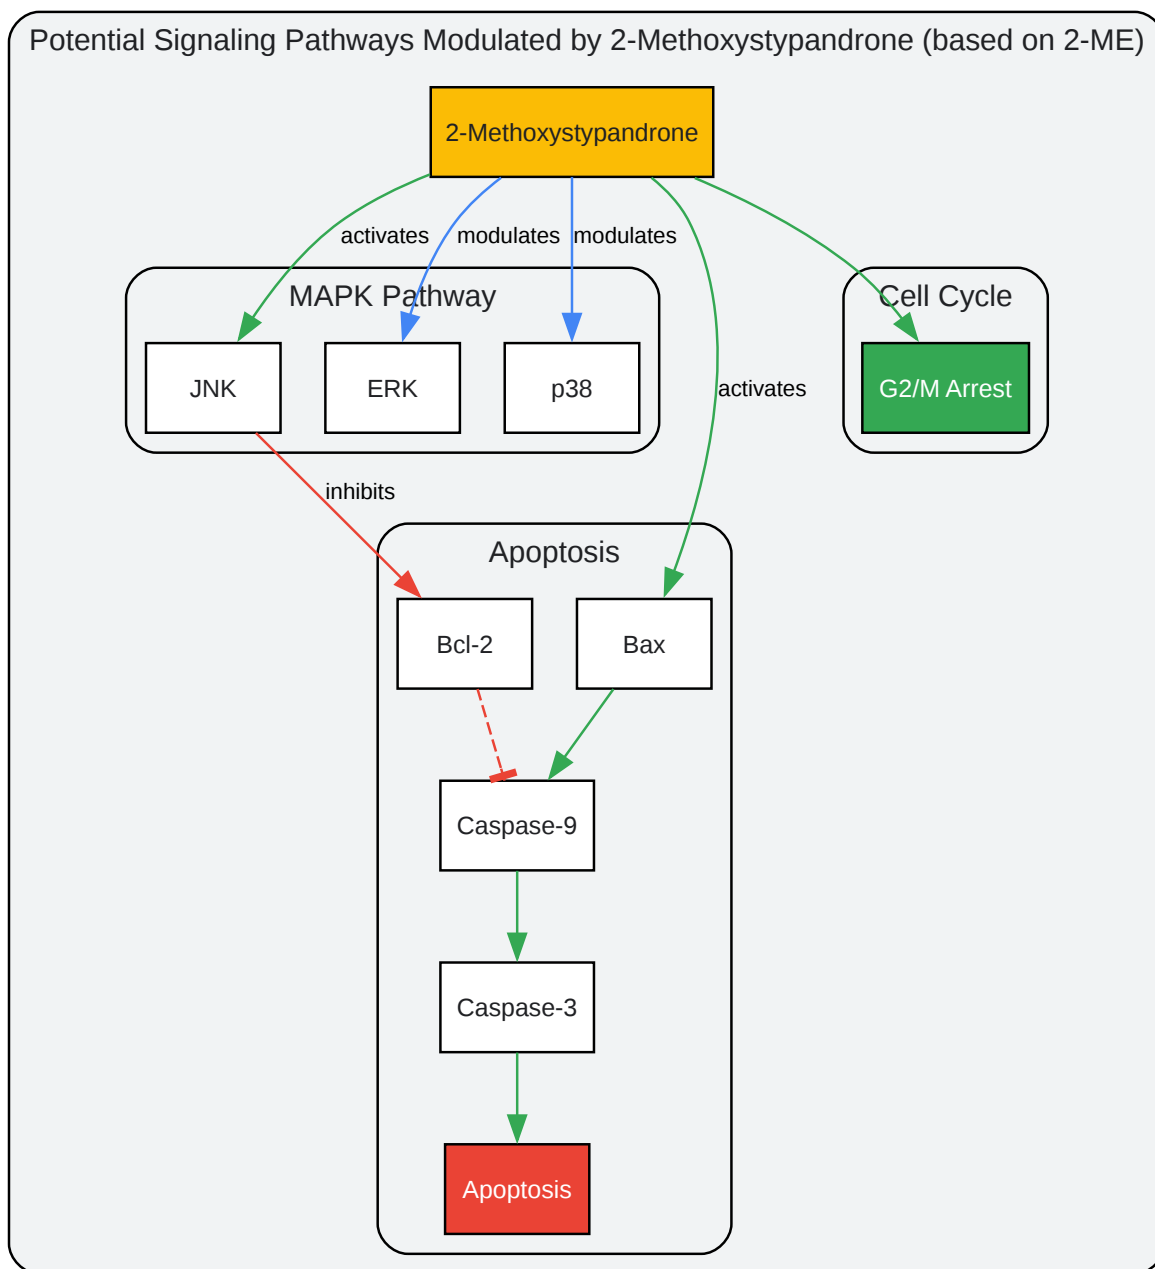 Potential Signaling Pathways Modulated by 2-Methoxystypandrone (based on 2-ME)
2-Methoxystypandrone
activates
modulates
modulates
MAPK Pathway
Cell Cycle
JNK
ERK
p38
activates
G2/M Arrest
inhibits
Apoptosis
Bcl-2
Bax
Caspase-9
Caspase-3
Apoptosis